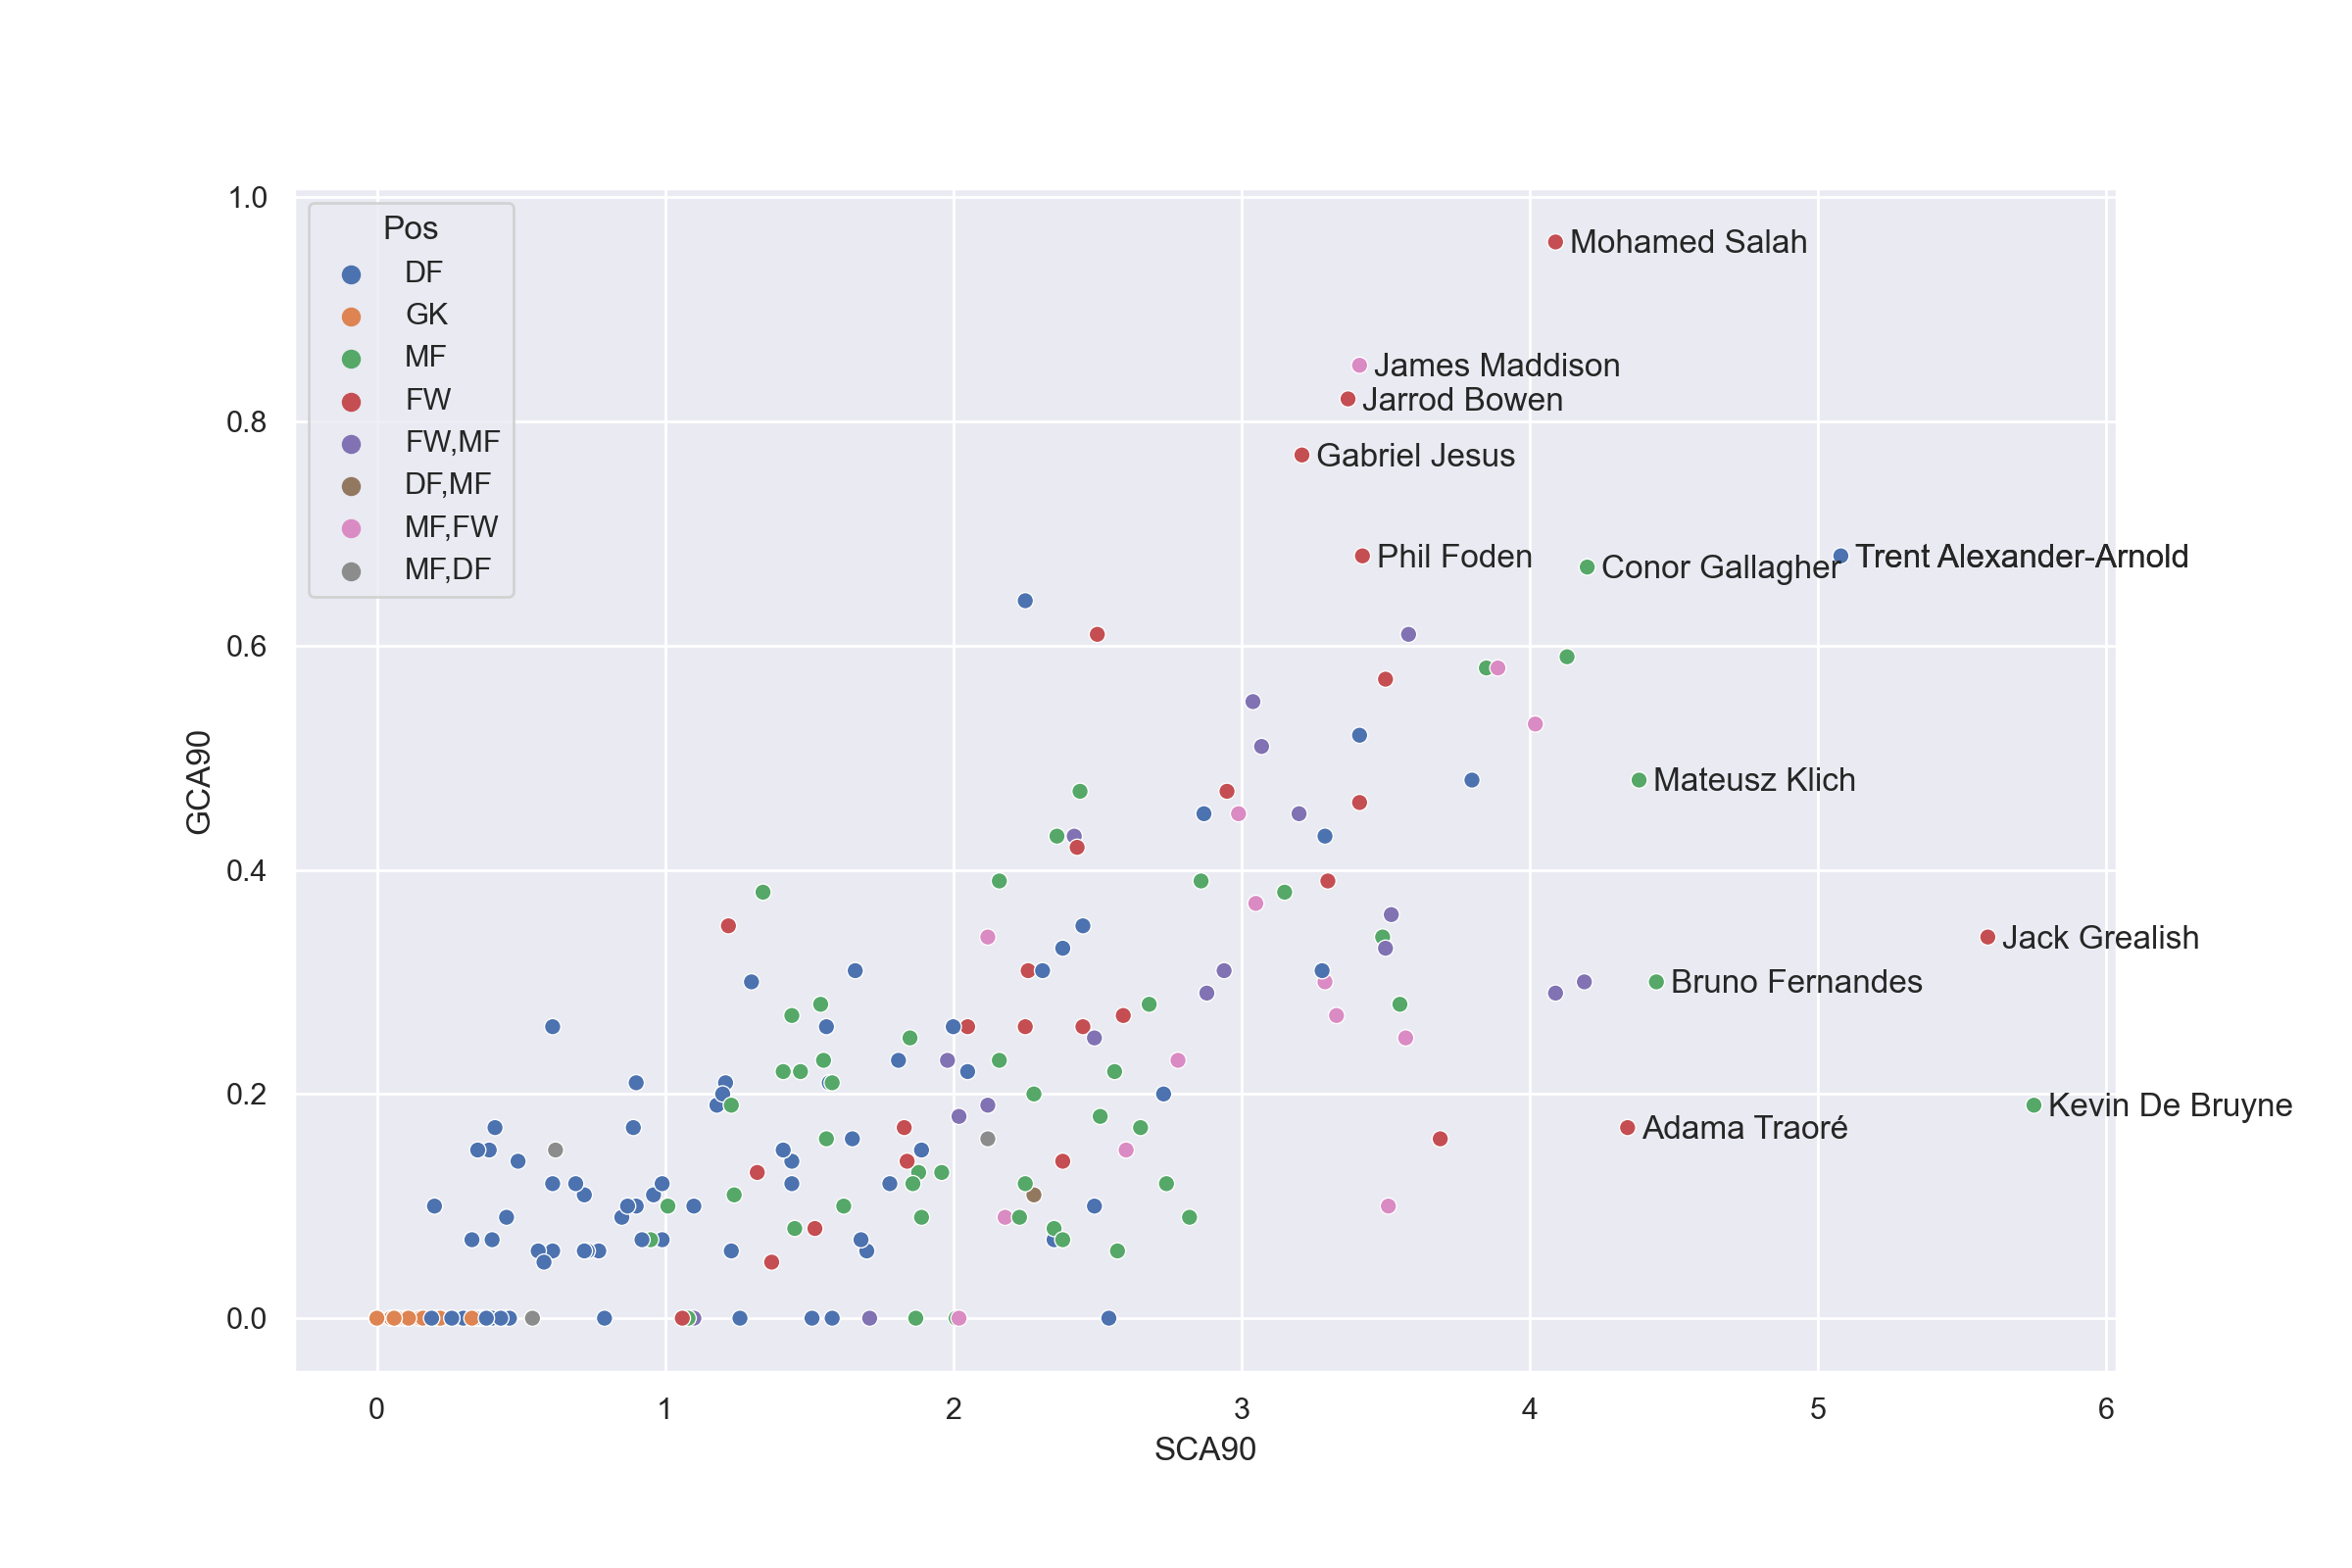 1.0
0.8
0.6
0.4
0.2
0.0
GCA90
Pos
DF
GK
MF
FW
FW,MF
DF,MF
MF,FW
MF,DF
Mohamed Salah
James Maddison
Jarrod Bowen
Gabriel Jesus
Phil Foden
Conor Gallagher
Trent Alexander-Arnold
Mateusz Klich
Jack Grealish
Bruno Fernandes
Kevin De Bruyne
Adama Traoré
0 1 2 3 4 5 6
SCA90